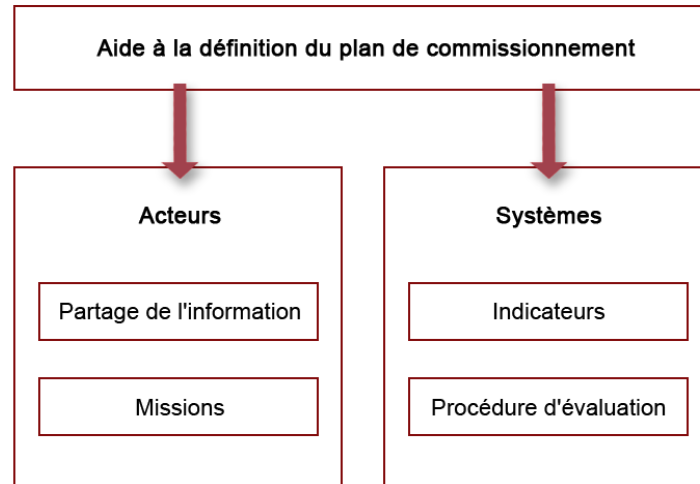 Aide à la définition du plan de commissionnement
Acteurs
Partage de l'information
Missions
Systèmes
Indicateurs
Procédure d'évaluation